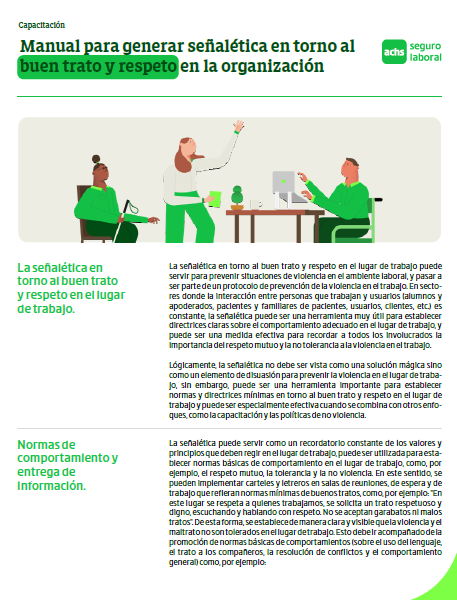 Capacitación
Manual para generar señalética en torno al
buen trato y respeto en la organización
achs
seguro
laboral
La señalética en
torno al buen trato
y respeto en el lugar
de trabajo.
La señalética en torno al buen trato y respeto en el lugar de trabajo puede
servir para prevenir situaciones de violencia en el ambiente laboral, y pasar a
ser parte de un protocolo de prevención de la violencia en el trabajo. En secto-
res donde la interacción entre personas que trabajan y usuarios (alumnos y
apoderados, pacientes y familiares de pacientes, usuarios, clientes, etc.) es
constante, la señalética puede ser una herramienta muy útil para establecer
directrices claras sobre el comportamiento adecuado en el lugar de trabajo, y
puede ser una medida efectiva para recordar a todos los involucrados la
importancia del respeto mutuo y la no tolerancia a la violencia en el trabajo.
Lógicamente, la señalética no debe ser vista como una solución mágica sino
como un elemento de disuasión para prevenir la violencia en el lugar de traba-
jo, sin embargo, puede ser una herramienta importante para establecer
normas y directrices mínimas en torno al buen trato y respeto en el lugar de
trabajo y puede ser especialmente efectiva cuando se combina con otros enfo-
ques, como la capacitación y las políticas de no violencia.
Normas de
comportamiento y
entrega de
información.
La señalética puede servir como un recordatorio constante de los valores y
principios que deben regir en el lugar de trabajo, puede ser utilizada para esta-
blecer normas básicas de comportamiento en el lugar de trabajo, como, por
ejemplo, el respeto mutuo, la tolerancia y la no violencia. En este sentido, se
pueden implementar carteles y letreros en salas de reuniones, de espera y de
trabajo que refieran normas mínimas de buenos tratos, como, por ejemplo: "En
este lugar se respeta a quienes trabajamos, se solicita un trato respetuoso y
digno, escuchando y hablando con respeto. No se aceptan garabatos ni malos
tratos". De esta forma, se establece de manera clara y visible que la violencia y el
maltrato no son tolerados en el lugar de trabajo. Esto debe ir acompañado de la
promoción de normas básicas de comportamientos (sobre el uso del lenguaje,
el trato a los compañeros, la resolución de conflictos y el comportamiento
general) como, por ejemplo: